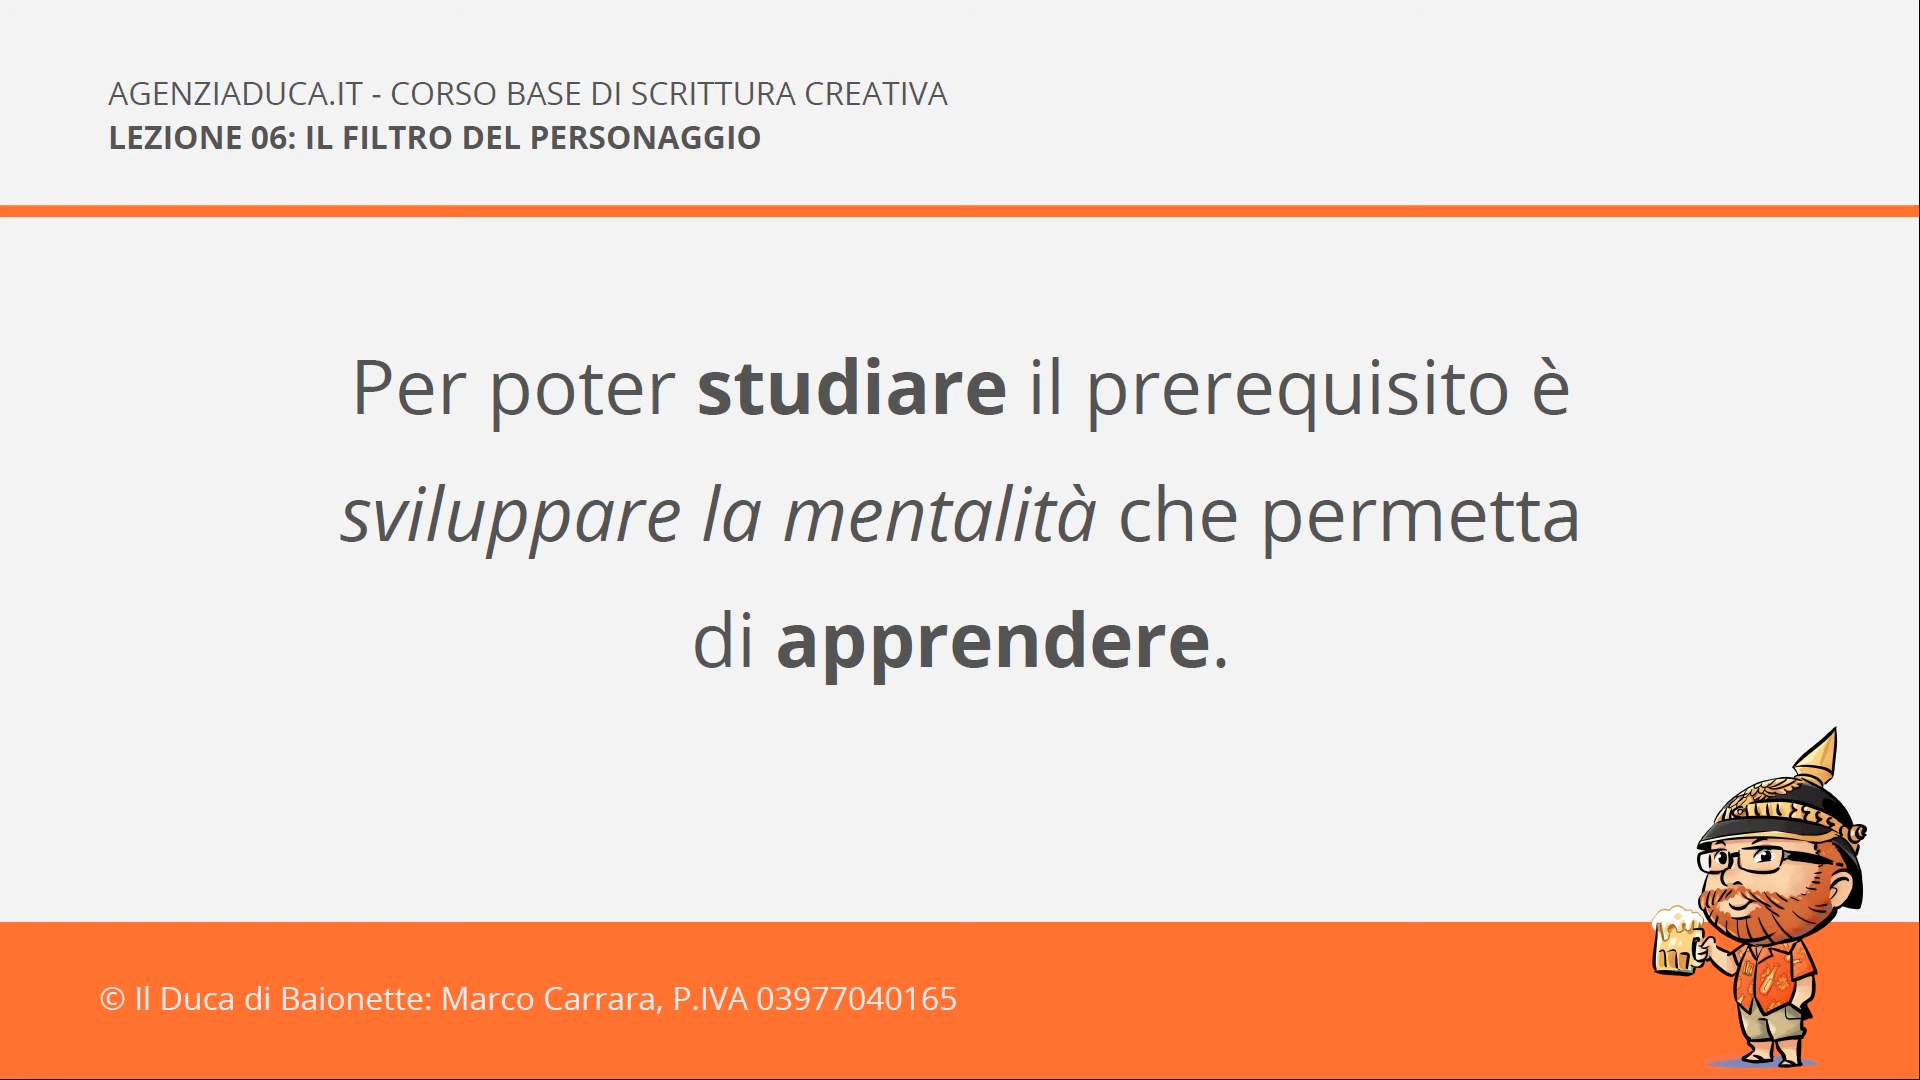 AGENZIADUCA.IT - CORSO BASE DI SCRITTURA CREATIVA
LEZIONE 06: IL FILTRO DEL PERSONAGGIO
Per poter studiare il prerequisito è
sviluppare la mentalità che permetta
di apprendere.
© Il Duca di Baionette: Marco Carrara, P.IVA 03977040165